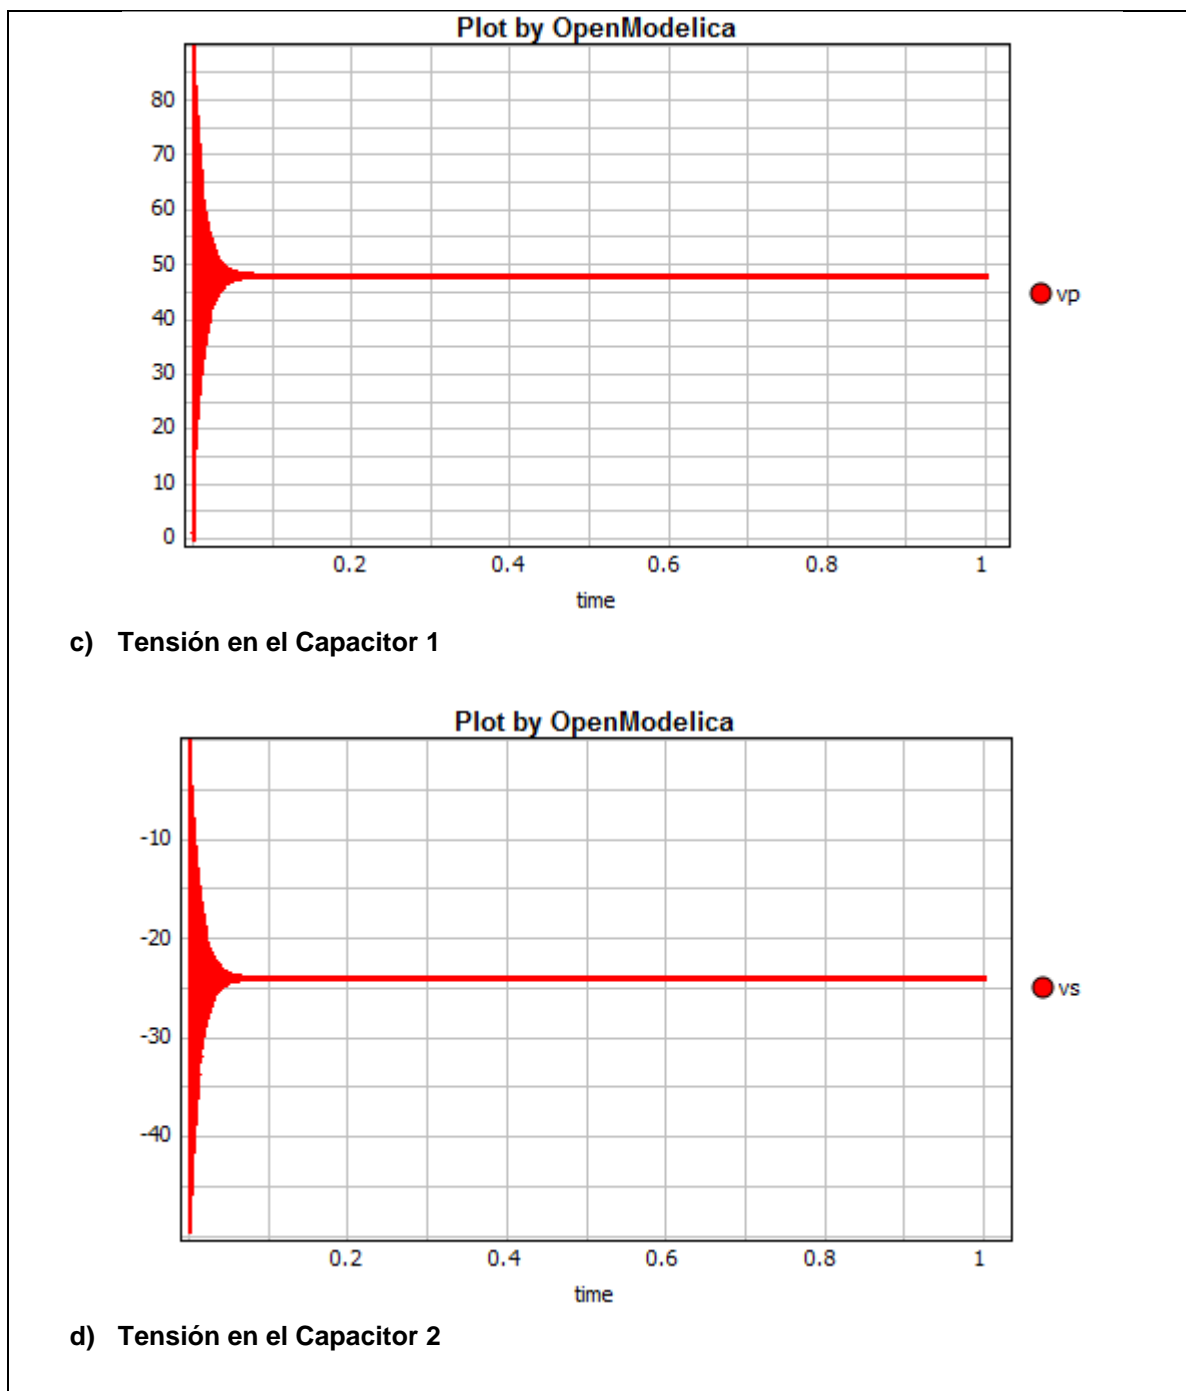 Plot by OpenModelica
80
70
60
50
40
30
20
10
0
vp
0.2 0.4 0.6 0.8 1
time
c) Tensión en el Capacitor 1
Plot by OpenModelica
-10
-20
-30
-40
vs
0.2 0.4 0.6 0.8 1
time
d) Tensión en el Capacitor 2